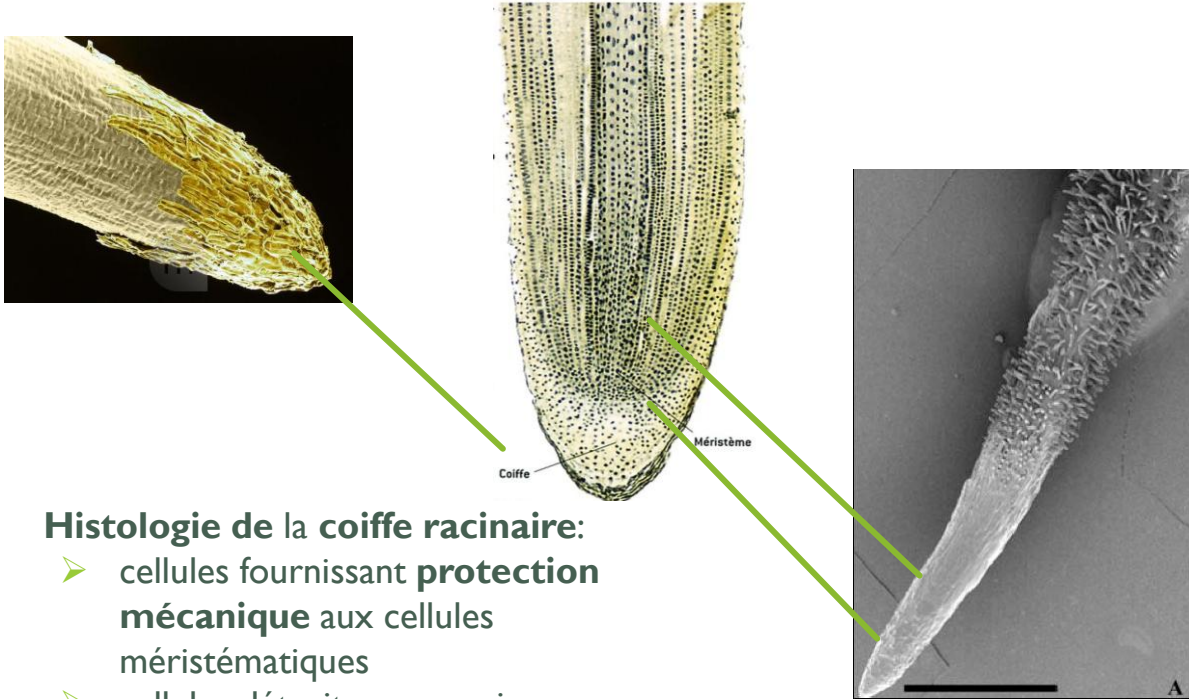 Méristème
Coiffe
Histologie de la coiffe racinaire:
cellules fournissant protection
mécanique aux cellules
méristématiques
A